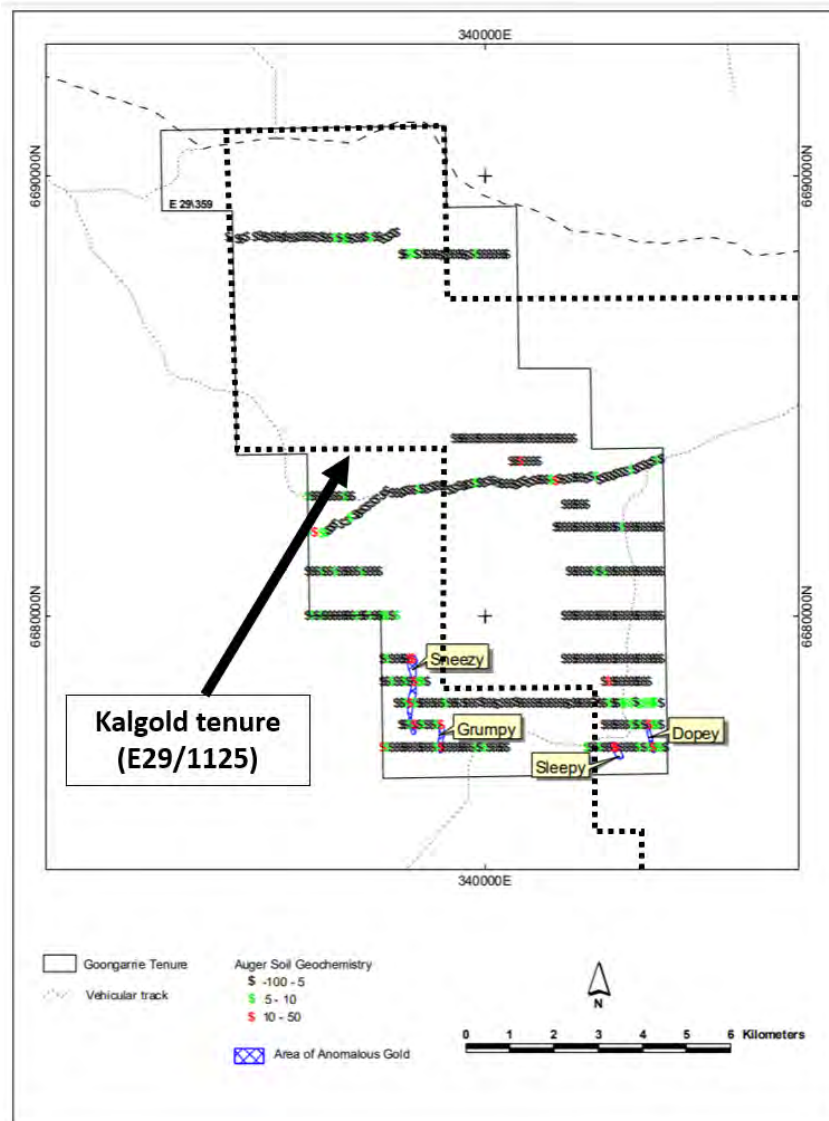 340000E
6690000N
6690000N
E 29\359
6680000N
6680000N
Sneezy
Kalgold tenure
(E29/1125)
Grumpy
Dopey
Sleepy
340000E
Goongarrie Tenure
Vehicular track
Auger Soil Geochemistry
$ -100 - 5
$ 5 - 10
$ 10 - 50
Area of Anomalous Gold
N
0 1 2 3 4 5 6 Kilometers